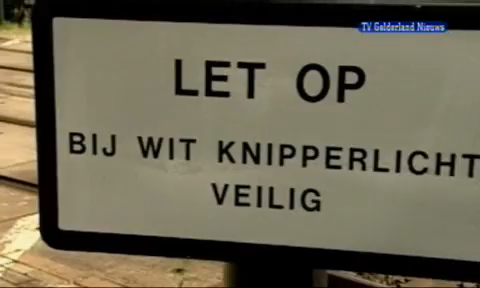 TV Gelderland Nieuws
LET OP
BIJ WIT KNIPPERLICHT
VEILIG